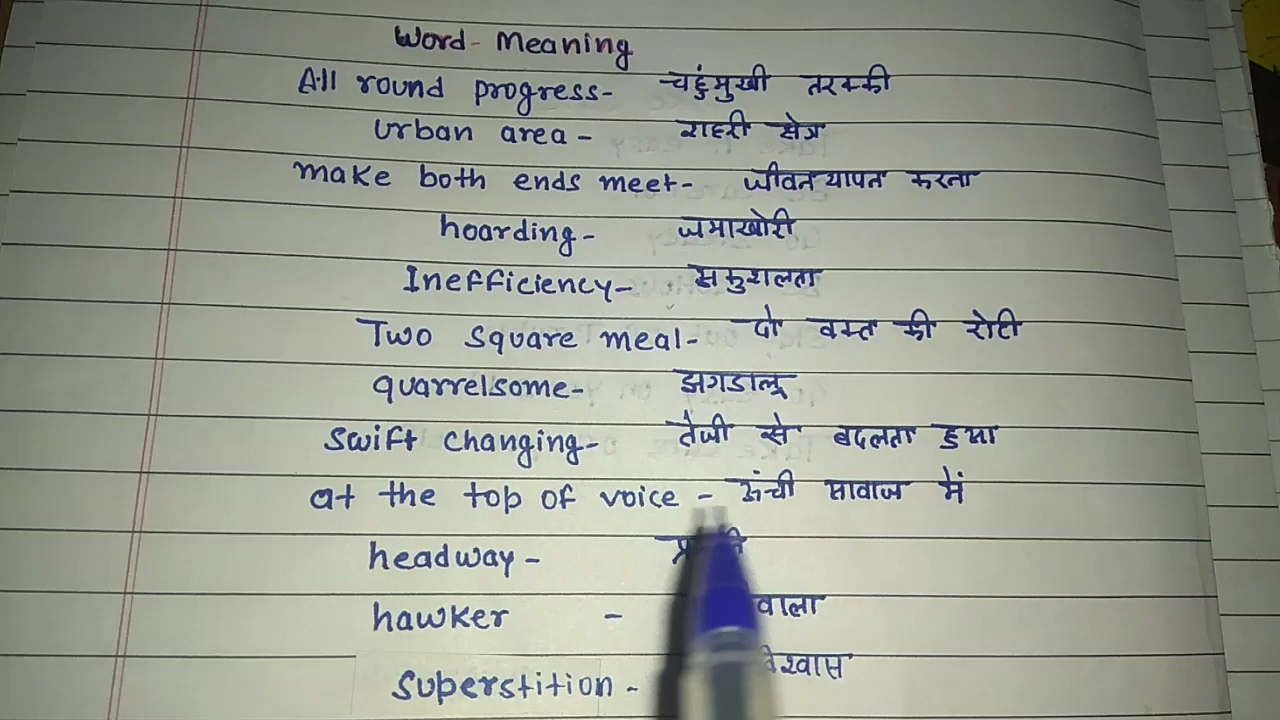 Word-Meaning
All round progress- चहुंमुखी तरक्की
Urban area- शहरी क्षेत्र
make both ends meet- जीवनयापन करना
hoarding- जमाखोरी
Inefficiency- अकुशलता
Two square meal- दो वक्त की रोटी
quarrelsome- झगडालू
Swift changing- तेजी से बदलता हुआ
at the top of voice- ऊंची आवाज में
headway-
hawker -
Superstition-